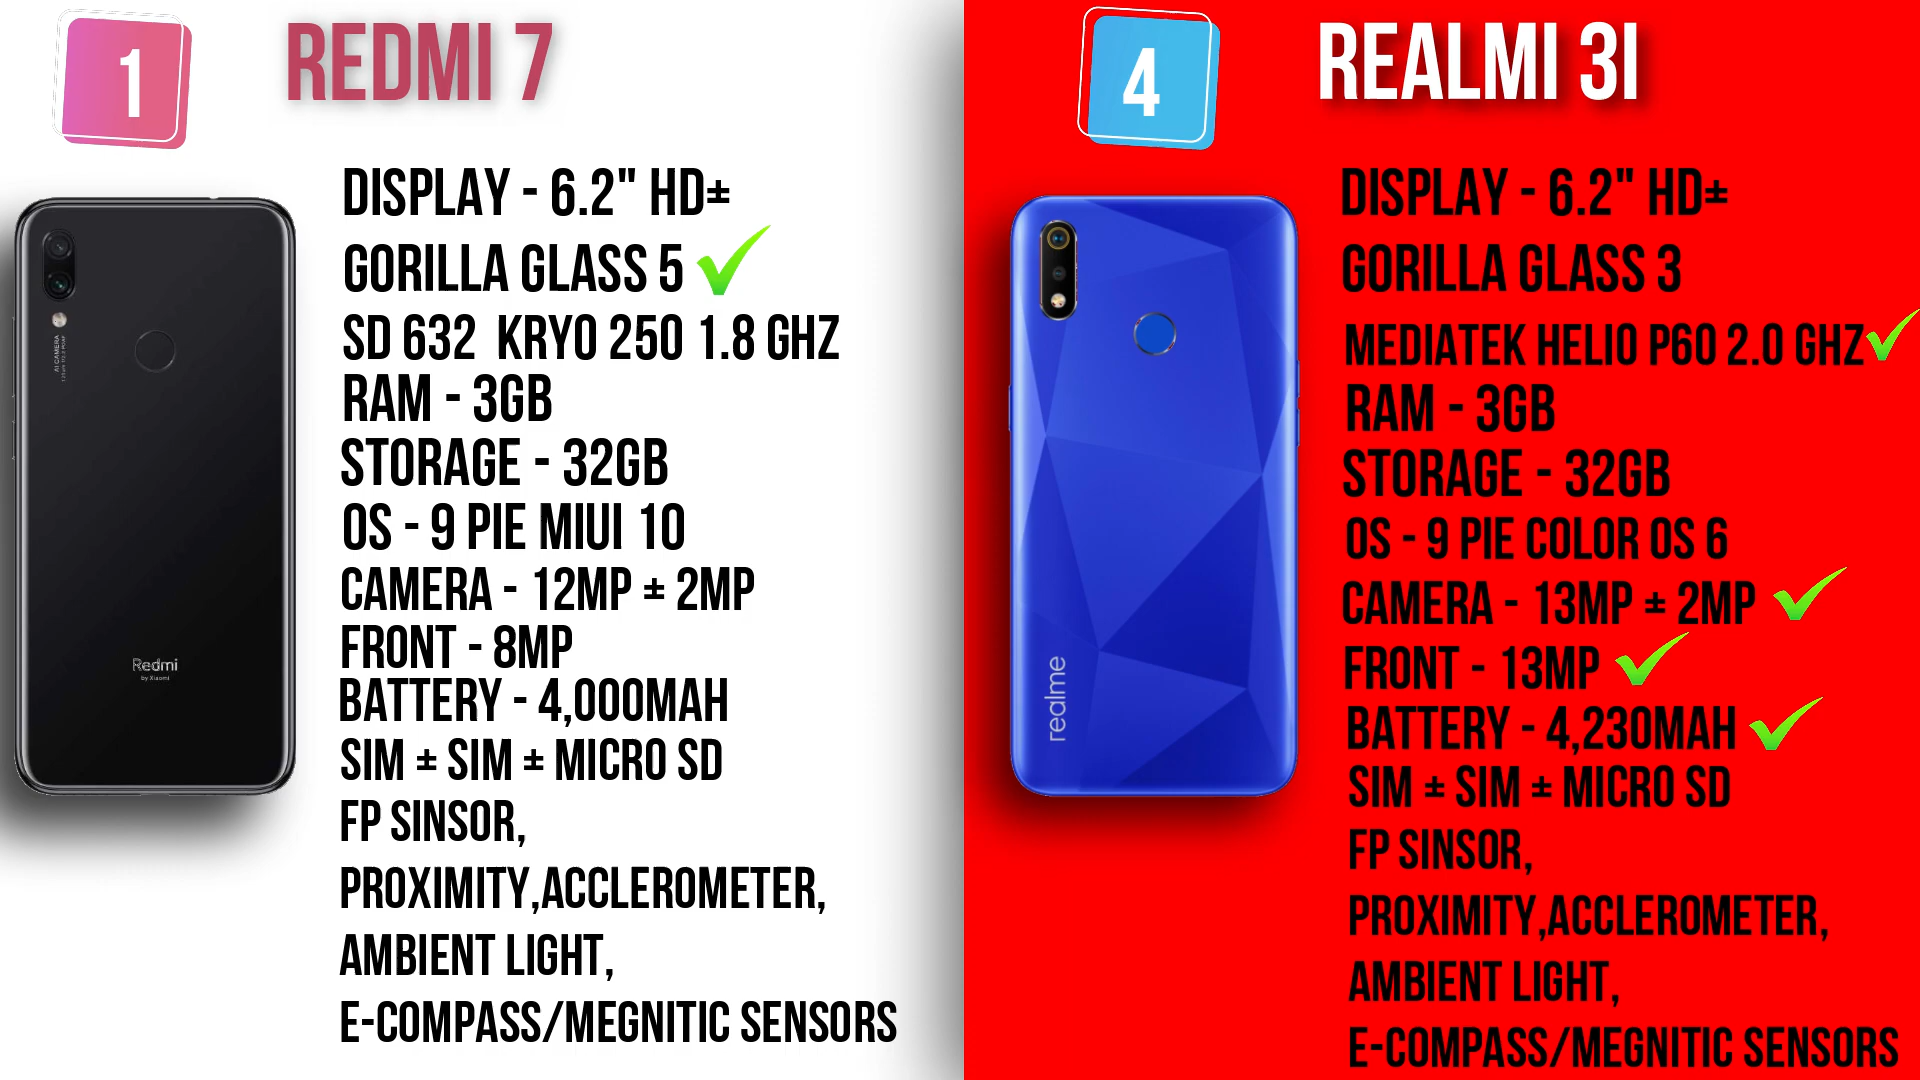 1
REDMI 7
DISPLAY - 6.2" HD±
GORILLA GLASS 5
SD 632 KRYO 250 1.8 GHZ
RAM - 3GB
STORAGE - 32GB
OS - 9 PIE MIUI 10
CAMERA - 12MP ± 2MP
FRONT - 8MP
BATTERY - 4,000MAH
SIM ± SIM ± MICRO SD
FP SINSOR,
PROXIMITY,ACCLEROMETER,
AMBIENT LIGHT,
E-COMPASS/MEGNITIC SENSORS
AI CAMERA
Redmi
by Xiaomi
4
REALMI 3I
DISPLAY - 6.2" HD±
GORILLA GLASS 3
MEDIATEK HELIO P60 2.0 GHZ
RAM - 3GB
STORAGE - 32GB
OS - 9 PIE COLOR OS 6
CAMERA - 13MP ± 2MP
FRONT - 13MP
BATTERY - 4,230MAH
SIM ± SIM ± MICRO SD
FP SINSOR,
PROXIMITY,ACCLEROMETER,
AMBIENT LIGHT,
E-COMPASS/MEGNITIC SENSORS
realme